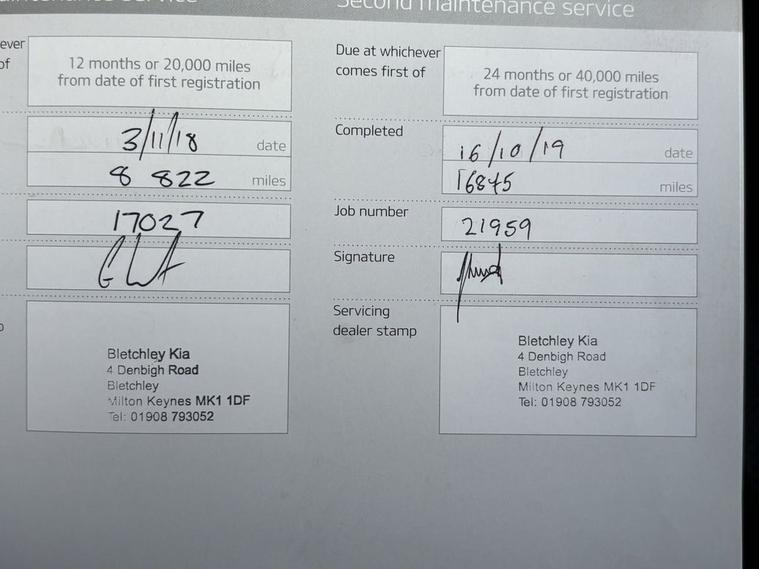 Second maintenance service
ever
of
12 months or 20,000 miles
from date of first registration
3/11/18 date
8 822 miles
17027
Bletchley Kia
4 Denbigh Road
Bletchley
Milton Keynes MK1 1DF
Tel: 01908 793052
Due at whichever
comes first of
24 months or 40,000 miles
from date of first registration
Completed
16/10/19 date
16845 miles
Job number
21959
Signature
Servicing
dealer stamp
Bletchley Kia
4 Denbigh Road
Bletchley
Milton Keynes MK1 1DF
Tel: 01908 793052